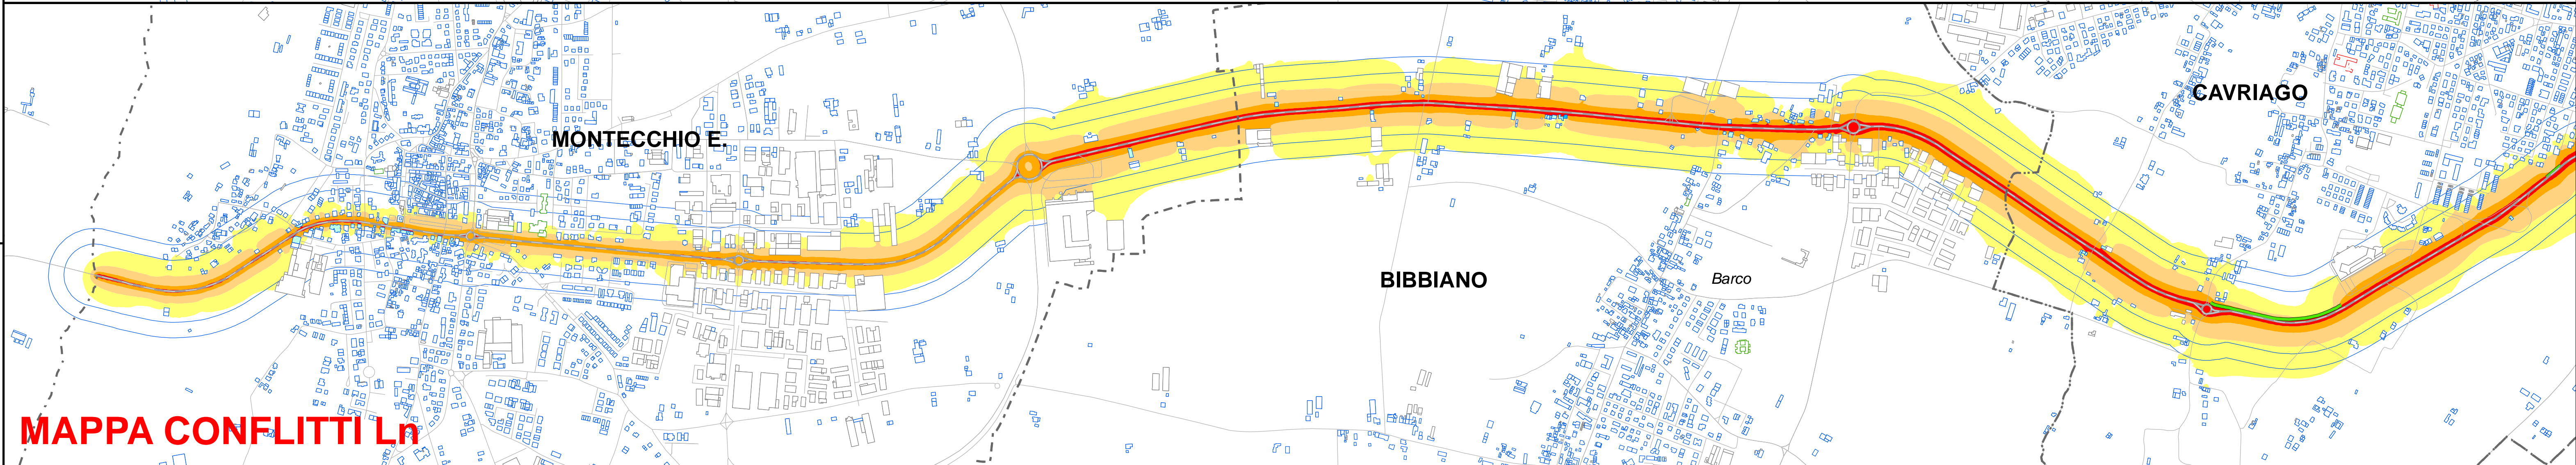 CAVRIAGO
MONTECCHIO E.
BIBBIANO
Barco
MAPPA CONFLITTI Ln